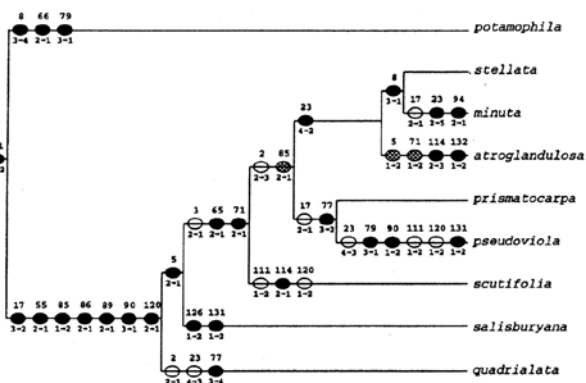 8 66 79
potamophila
3-4 2-1 3-1
stellata
8
3-1
17 23 94
minuta
2-1 2-5 2-1
23
4-2
5 71 114 132
atroglandulosa
1-2 1-2 2-3 1-2
2 85
2-3 2-1
prismatocarpa
17 77
2-1 3-2
23 79 90 111 120 131
pseudoviola
4-3 3-1 1-2 1-2 1-2 1-2
3 65 71
2-1 2-1 2-1
111 114 120
scutifolia
1-2 2-1 1-2
5
2-1
126 131
salisburyana
1-2 1-2
17 55 85 86 89 90 120
3-2 2-1 1-2 2-1 2-1 3-1 2-1
2 23 77
quadrialata
2-1 4-3 3-4